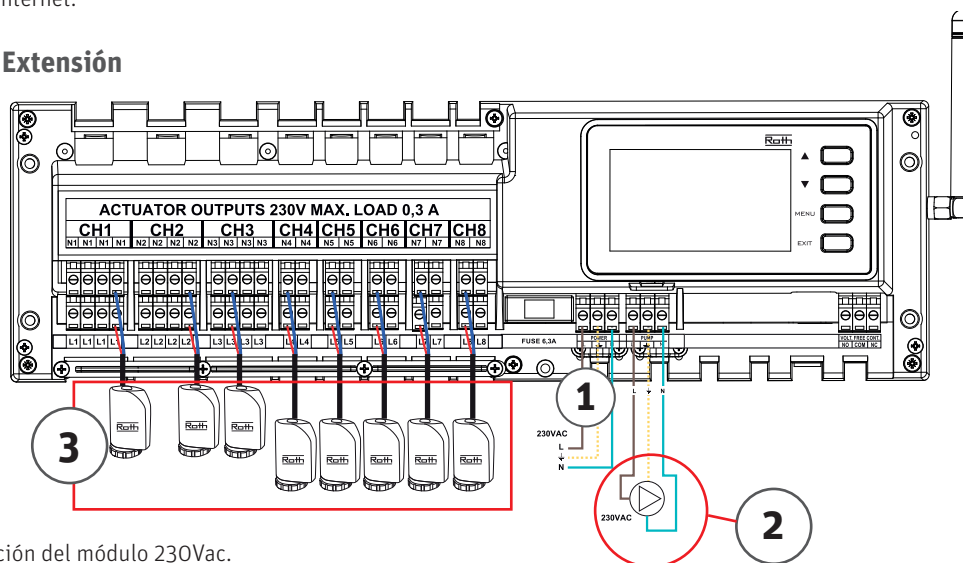 nternet.
Extensión
Roth
MENU
EXIT
ACTUATOR OUTPUTS 230V MAX. LOAD 0,3 A
CH1 CH2 CH3 CH4 CH5 CH6 CH7 CH8
N1 N1 N1 N1 N2 N2 N2 N2 N3 N3 N3 N3 N4 N4 N5 N5 N6 N6 N7 N7 N8 N8
L1 L1 L1 L1 L2 L2 L2 L2 L3 L3 L3 L3 L4 L4 L5 L5 L6 L6 L7 L7 L8 L8
FUSE 6,3A
POWER
PUMP
VOLT FREE CONT.
NO COM NC
L N
1
230VAC
L
N
3
Roth Roth Roth
Roth Roth Roth Roth Roth
230VAC
2
ción del módulo 230Vac.